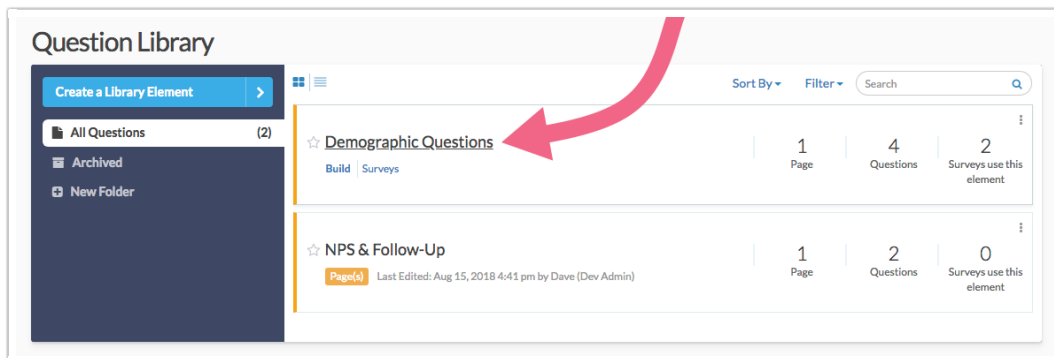 Question Library
Create a Library Element
All Questions (2)
Archived
New Folder
Sort By Filter Search
Demographic Questions
Build Surveys
1 4 2
Page Questions Surveys use this
element
NPS & Follow-Up
Page(s) Last Edited: Aug 15, 2018 4:41 pm by Dave (Dev Admin)
1 2 0
Page Questions Surveys use this
element